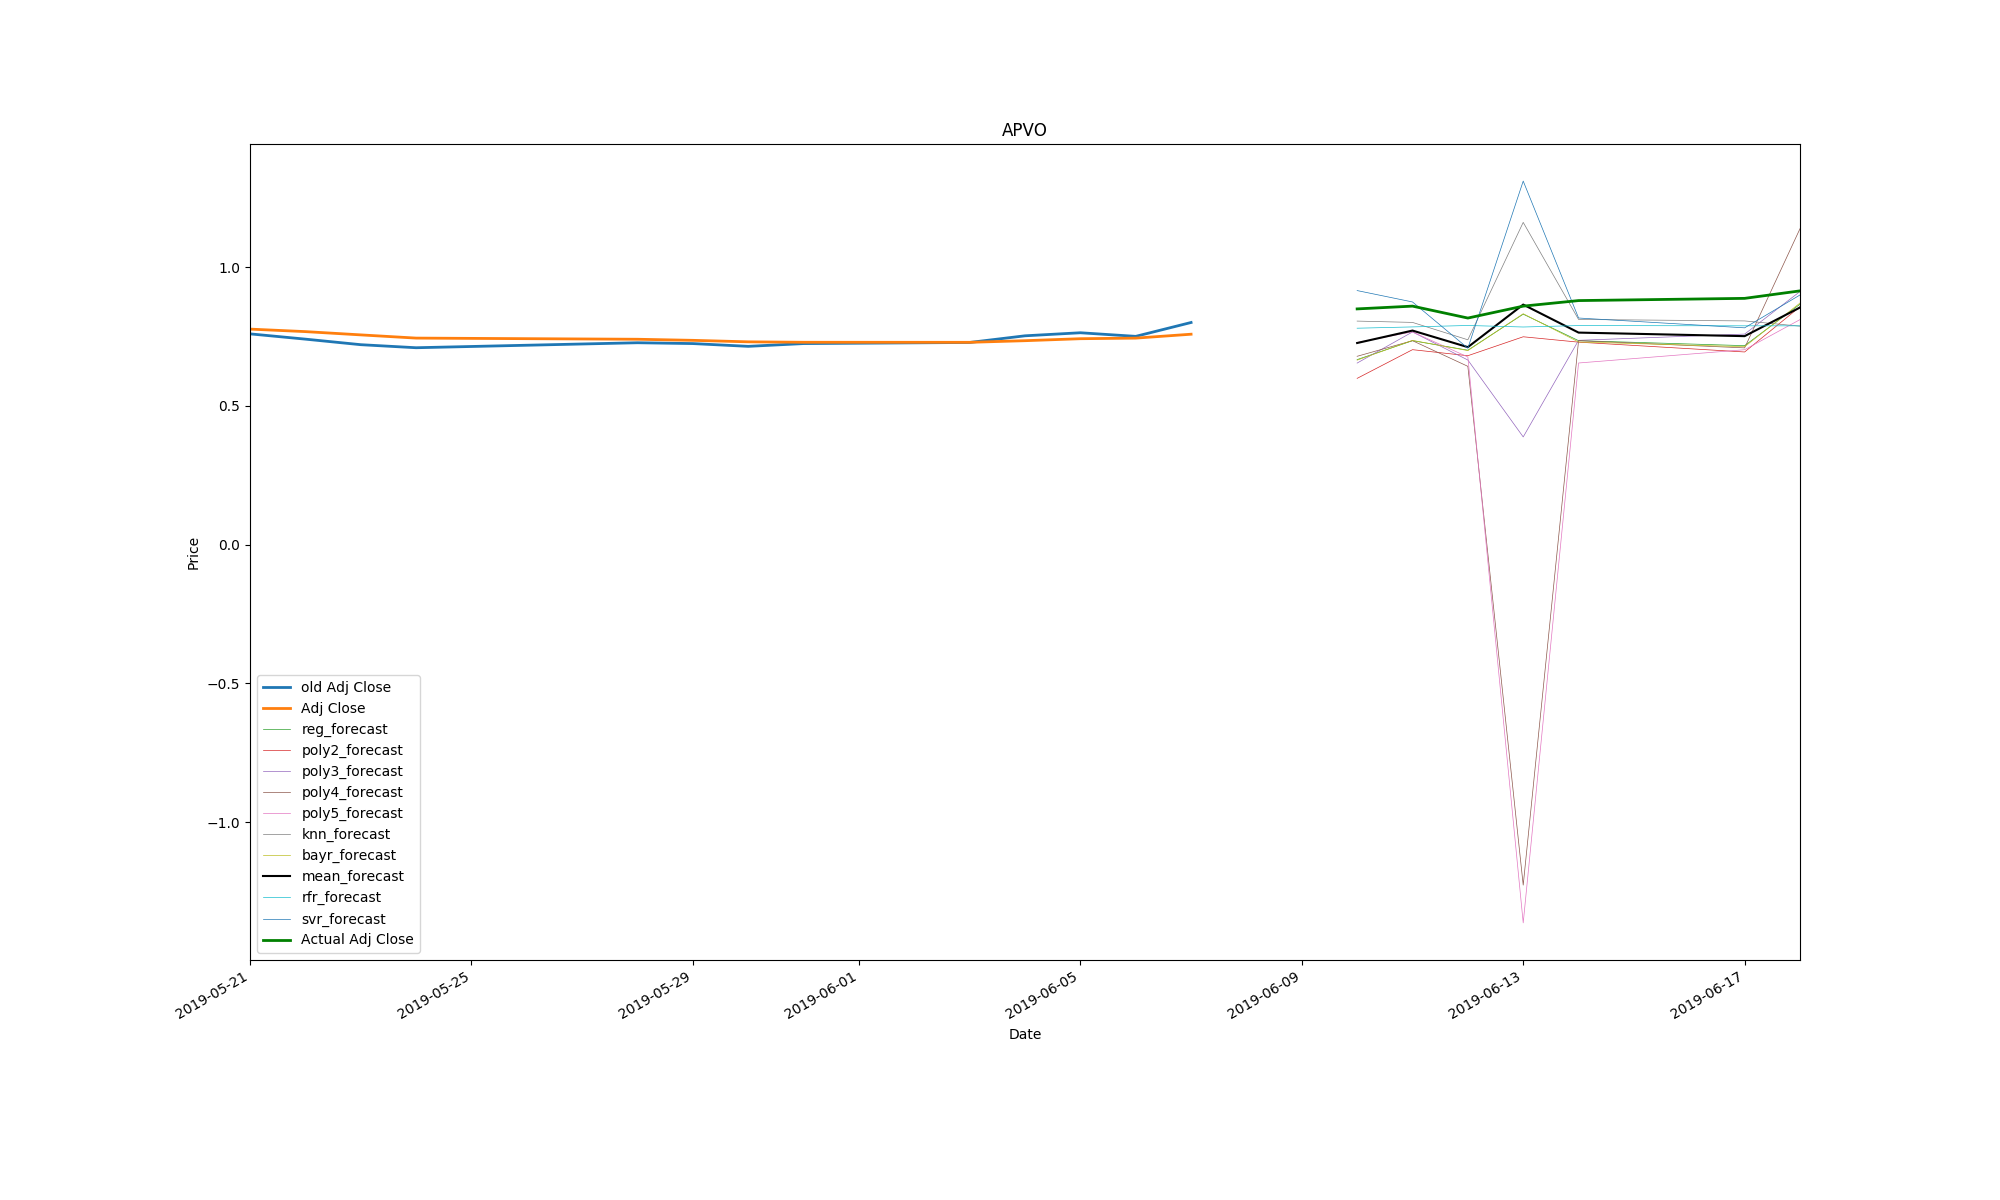 APVO
1.0
0.5
0.0
−0.5
−1.0
Price
old Adj Close
Adj Close
reg_forecast
poly2_forecast
poly3_forecast
poly4_forecast
poly5_forecast
knn_forecast
bayr_forecast
mean_forecast
rfr_forecast
svr_forecast
Actual Adj Close
2019-05-21
2019-05-25
2019-05-29
2019-06-01
2019-06-05
2019-06-09
2019-06-13
2019-06-17
Date